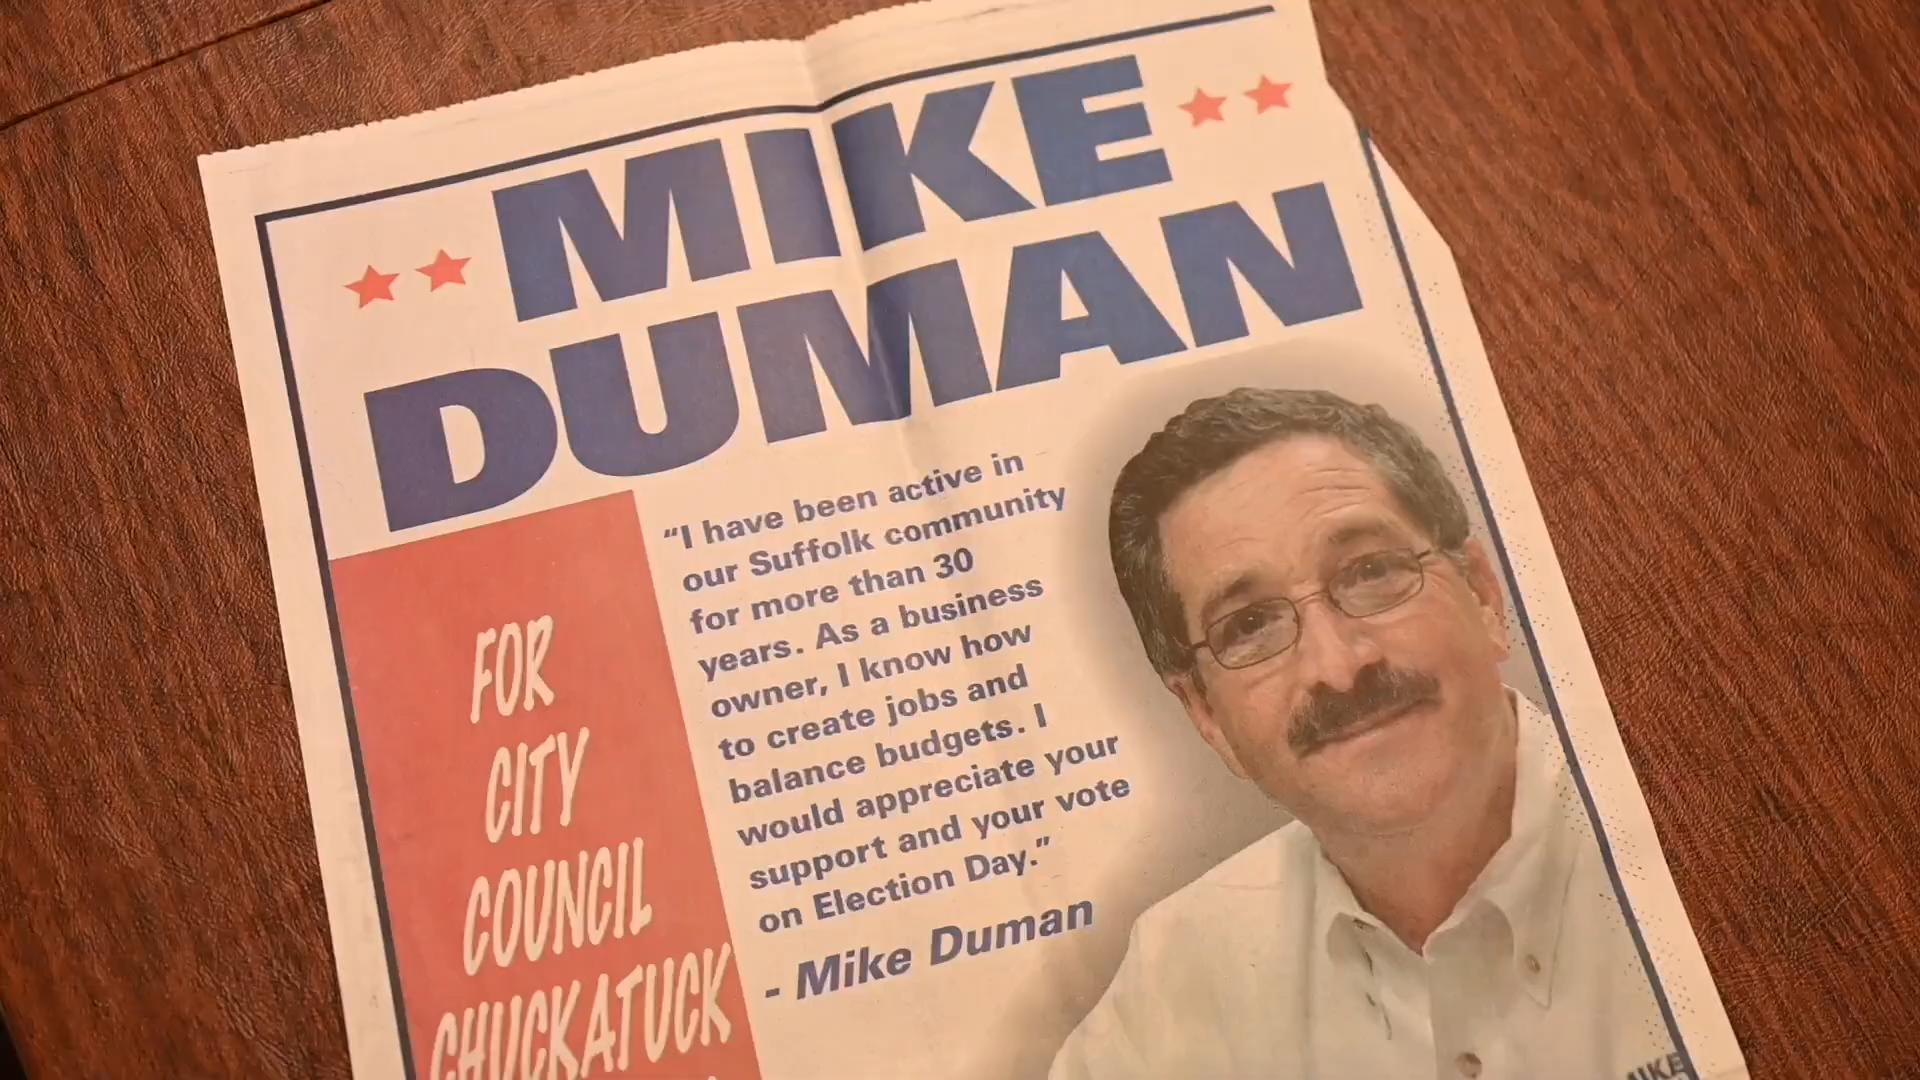 MIKE
DUMAN
FOR
CITY
COUNCIL
CHUCKATUCK
“I have been active in
our Suffolk community
for more than 30
years. As a business
owner, I know how
to create jobs and
balance budgets. I
would appreciate your
support and your vote
on Election Day.”
- Mike Duman
MIKE